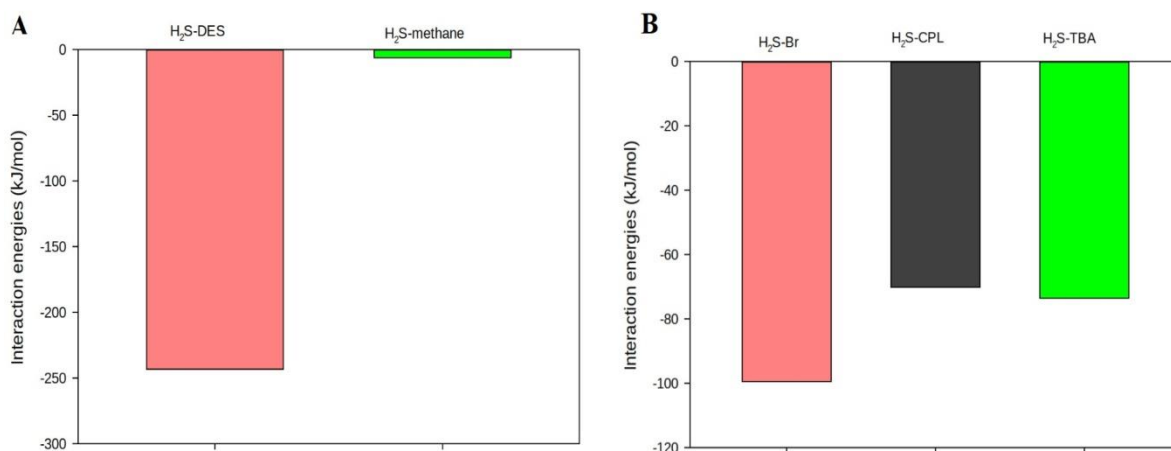 A
H₂S-DES
H₂S-methane
Interaction energies (kJ/mol)
0
-50
-100
-150
-200
-250
-300
B
H₂S-Br
H₂S-CPL
H₂S-TBA
Interaction energies (kJ/mol)
0
-20
-40
-60
-80
-100
-120